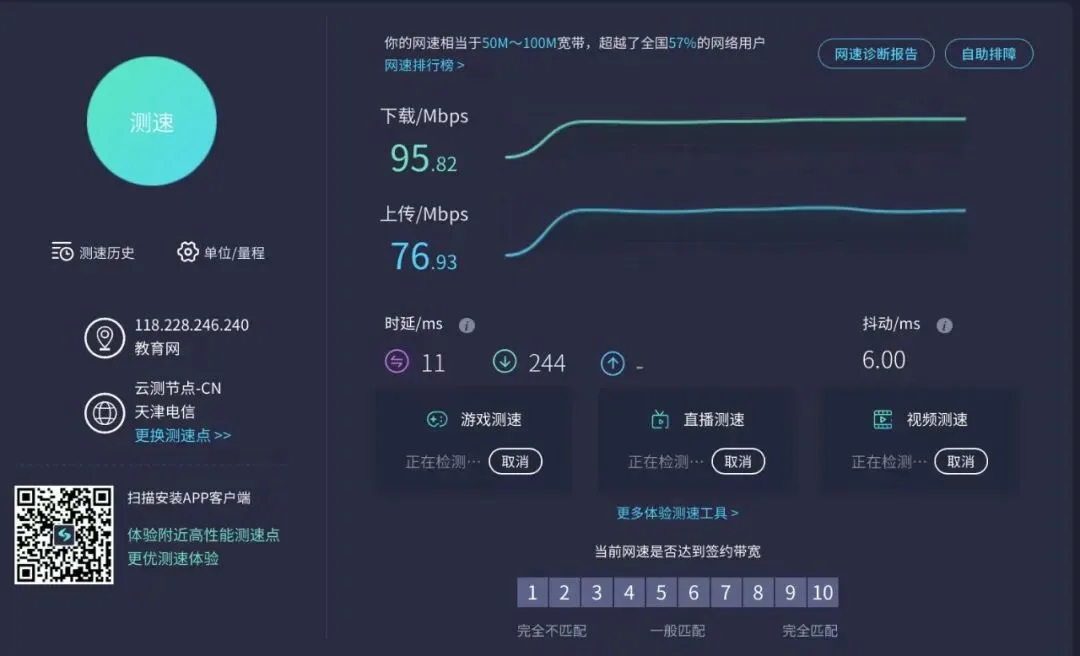 测速
测速历史
单位/量程
118.228.246.240
教育网
云测节点-CN
天津电信
更换测速点 >>
扫描安装APP客户端
体验附近高性能测速点
更优测速体验
你的网速相当于50M～100M宽带，超越了全国57%的网络用户
网速排行榜 >
网速诊断报告
自助排障
下载/Mbps
95.82
上传/Mbps
76.93
时延/ms
11
244
-
抖动/ms
6.00
游戏测速
正在检测… 取消
直播测速
正在检测… 取消
视频测速
正在检测… 取消
更多体验测速工具 >
当前网速是否达到签约带宽
1 2 3 4 5 6 7 8 9 10
完全不匹配 一般匹配 完全匹配